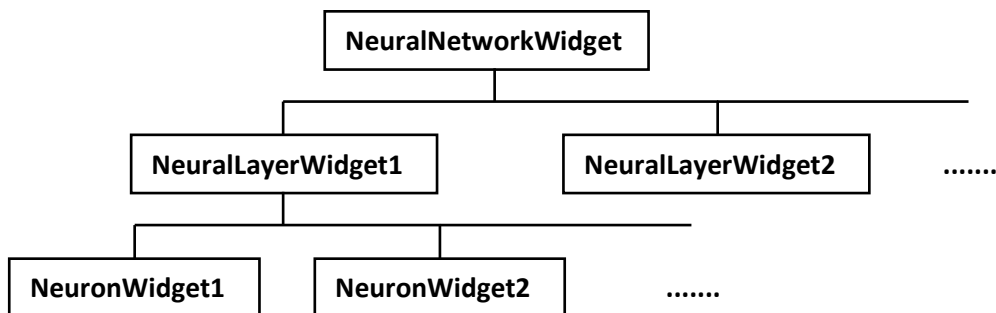 NeuralNetworkWidget
NeuralLayerWidget1
NeuralLayerWidget2
.......
NeuronWidget1
NeuronWidget2
.......